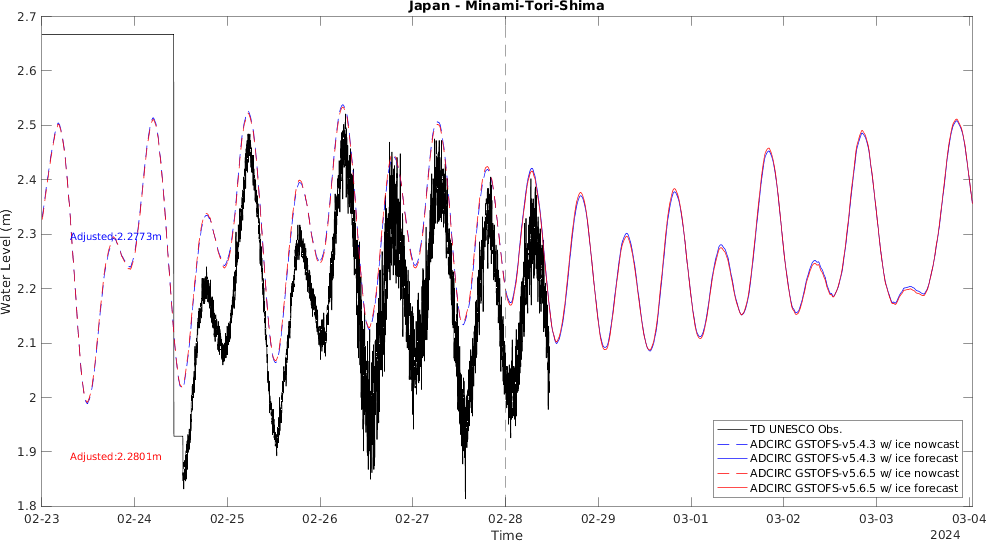 Japan - Minami-Tori-Shima
2.7
2.6
2.5
2.4
2.3
2.2
2.1
2
1.9
1.8
Water Level (m)
Adjusted:2.2773m
Adjusted:2.2801m
TD UNESCO Obs.
ADCIRC GSTOFS-v5.4.3 w/ ice nowcast
ADCIRC GSTOFS-v5.4.3 w/ ice forecast
ADCIRC GSTOFS-v5.6.5 w/ ice nowcast
ADCIRC GSTOFS-v5.6.5 w/ ice forecast
02-23 02-24 02-25 02-26 02-27 02-28 02-29 03-01 03-02 03-03 03-04
Time
2024